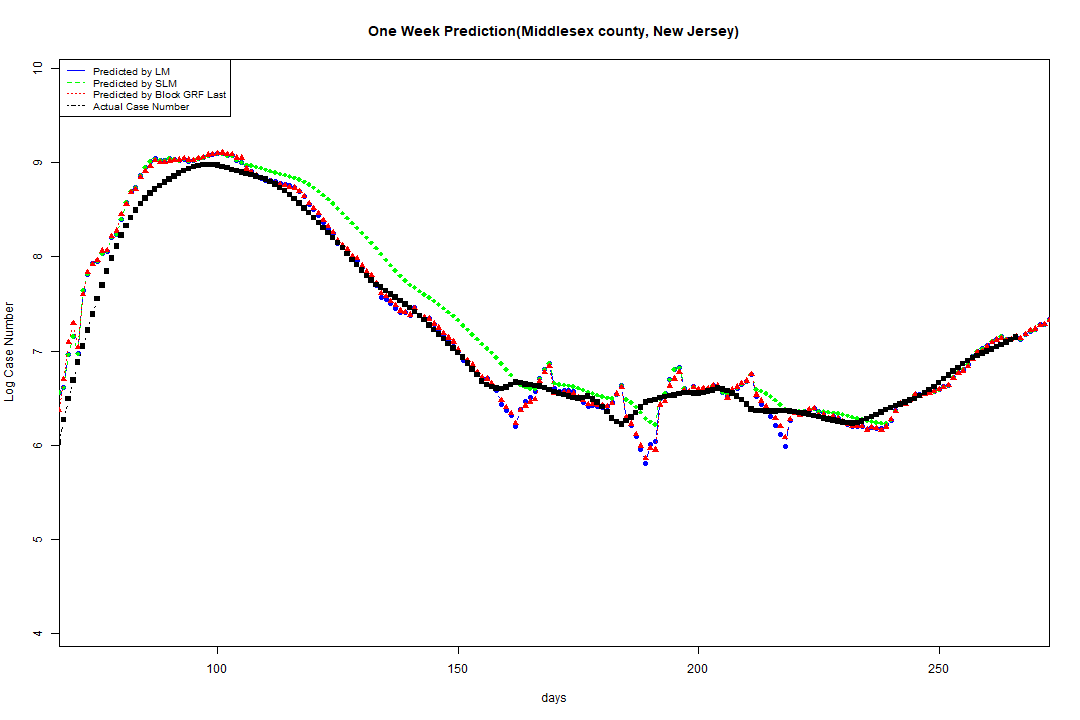 One Week Prediction(Middlesex county, New Jersey)
Predicted by LM
Predicted by SLM
Predicted by Block GRF Last
Actual Case Number
10
9
8
7
6
5
4
Log Case Number
100
150
200
250
days